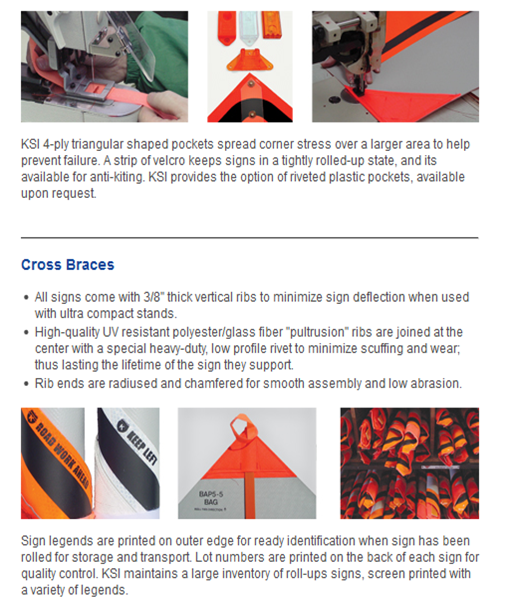 KSI 4-ply triangular shaped pockets spread corner stress over a larger area to help
prevent failure. A strip of velcro keeps signs in a tightly rolled-up state, and its
available for anti-kiting. KSI provides the option of riveted plastic pockets, available
upon request.
Cross Braces
• All signs come with 3/8" thick vertical ribs to minimize sign deflection when used
with ultra compact stands.
• High-quality UV resistant polyester/glass fiber "pultrusion" ribs are joined at the
center with a special heavy-duty, low profile rivet to minimize scuffing and wear;
thus lasting the lifetime of the sign they support.
• Rib ends are radiused and chamfered for smooth assembly and low abrasion.
ROAD WORK AHEAD
KEEP LEFT
BAP5-5
BAG
Sign legends are printed on outer edge for ready identification when sign has been
rolled for storage and transport. Lot numbers are printed on the back of each sign for
quality control. KSI maintains a large inventory of roll-ups signs, screen printed with
a variety of legends.